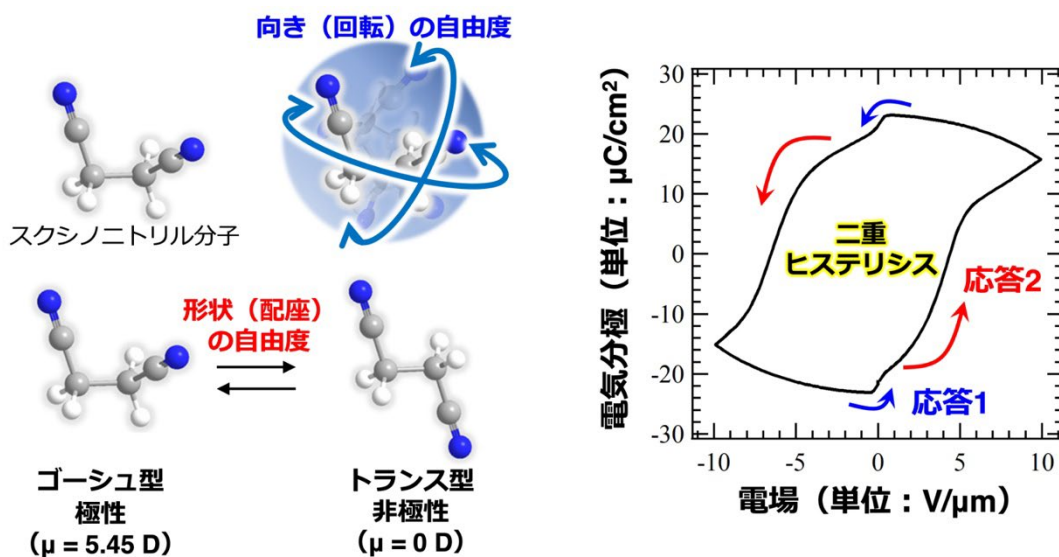 向き（回転）の自由度
スクシノニトリル分子
形状（配座）
の自由度
ゴーシュ型
極性
（μ = 5.45 D）
トランス型
非極性
（μ = 0 D）
電気分極（単位：μC/cm²）
30
20
10
0
-10
-20
-30
二重
ヒステリシス
応答2
応答1
-10
-5
0
5
10
電場（単位：V/μm）